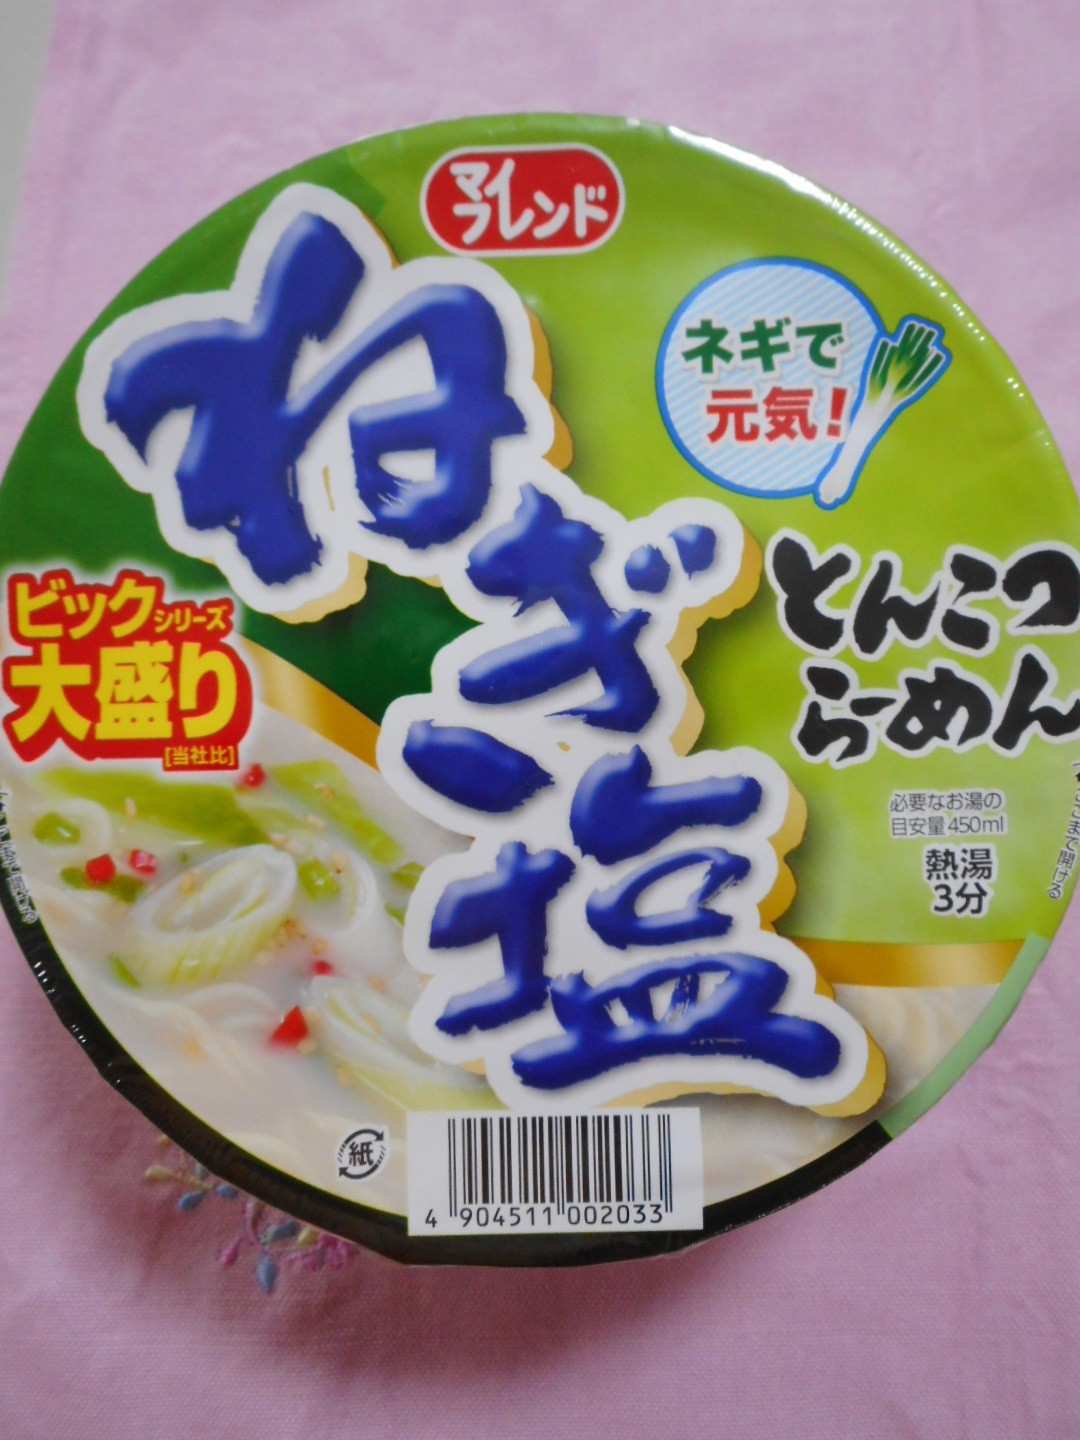 マイ
フレンド
ネギで
元気！
ねぎ塩
とんこつ
らーめん
ビックシリーズ
大盛り
[当社比]
必要なお湯の
目安量450ml
熱湯
3分
紙
4 904511 002033